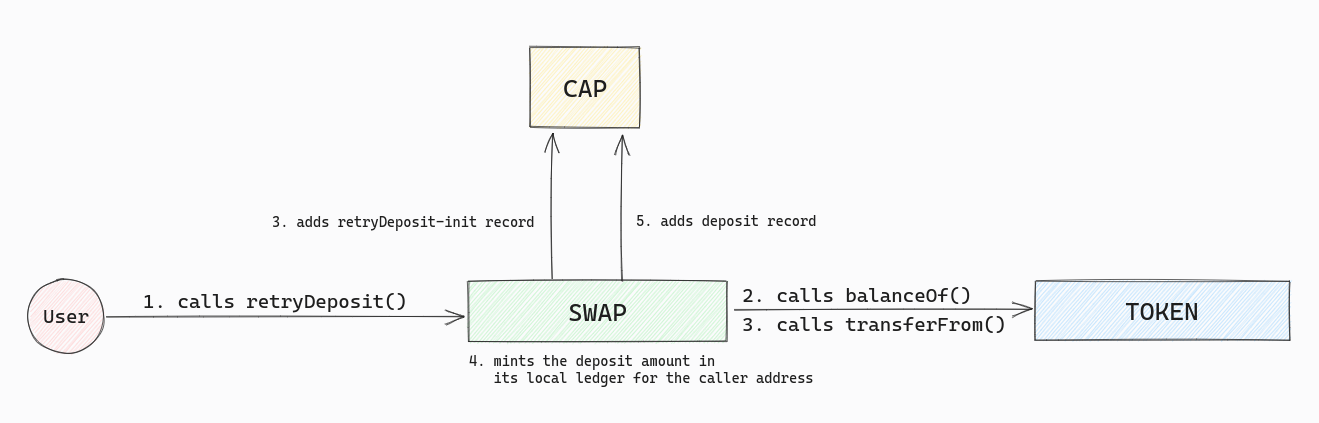 CAP
3. adds retryDeposit-init record
5. adds deposit record
User
1. calls retryDeposit()
SWAP
2. calls balanceOf()
3. calls transferFrom()
TOKEN
4. mints the deposit amount in
its local ledger for the caller address